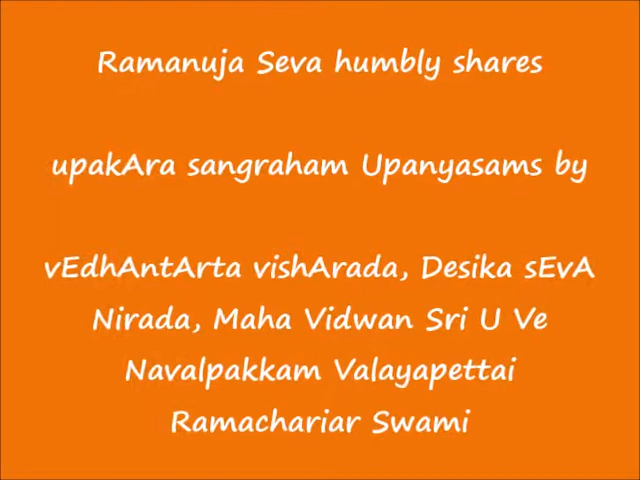 Ramanuja Seva humbly shares
upakAra sangraham Upanyasams by
vEdhAntArta vishArada, Desika sEvA
Nirada, Maha Vidwan Sri U Ve
Navalpakkam Valayapettai
Ramachariar Swami